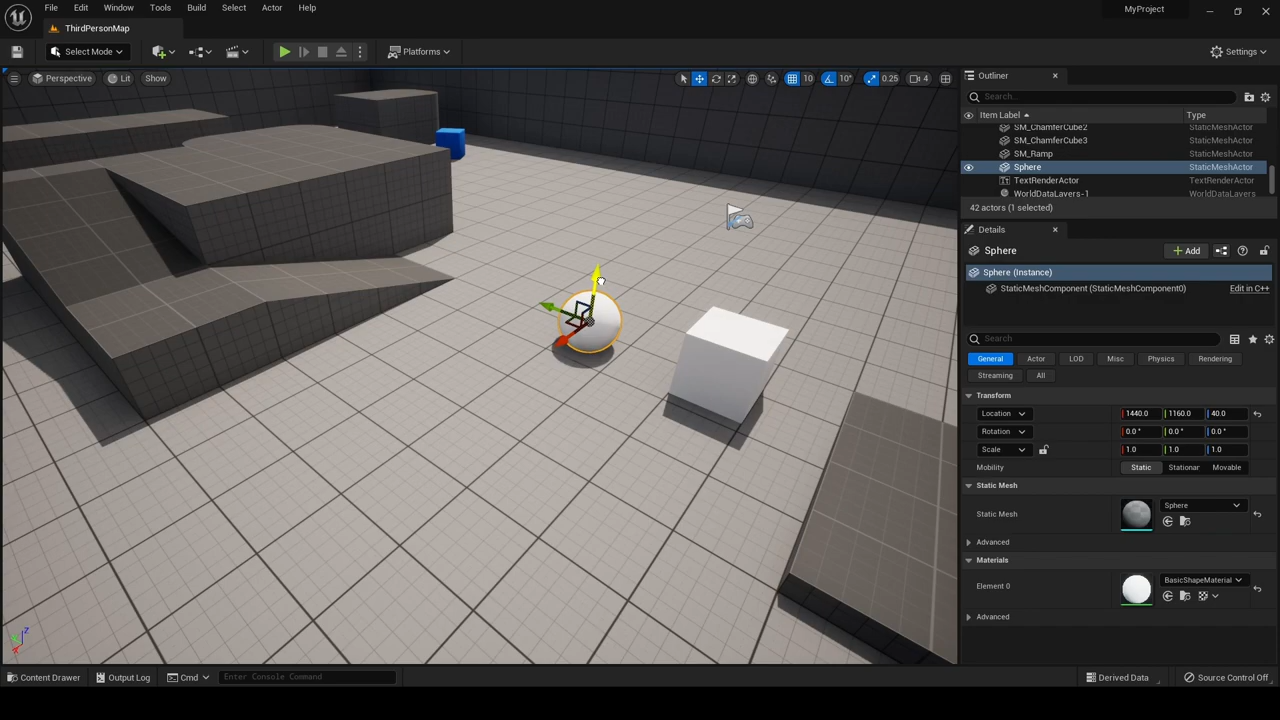 File Edit Window Tools Build Select Actor Help
MyProject
ThirdPersonMap
Select Mode
Platforms
Settings
Perspective Lit Show
10 10° 0.25 4
Outliner
Search...
Item Label Type
SM_ChamferCube2 StaticMeshActor
SM_ChamferCube3 StaticMeshActor
SM_Ramp StaticMeshActor
Sphere StaticMeshActor
TextRenderActor TextRenderActor
WorldDataLayers-1 WorldDataLayers
42 actors (1 selected)
Details
Sphere
Add
Sphere (Instance)
StaticMeshComponent (StaticMeshComponent0) Edit in C++
Search
General Actor LOD Misc Physics Rendering
Streaming All
Transform
Location 1440.0 1160.0 40.0
Rotation 0.0 ° 0.0 ° 0.0 °
Scale 1.0 1.0 1.0
Mobility Static Stationar Movable
Static Mesh
Static Mesh Sphere
Advanced
Materials
Element 0 BasicShapeMaterial
Advanced
Z
X
Content Drawer Output Log Cmd Enter Console Command
Derived Data Source Control Off